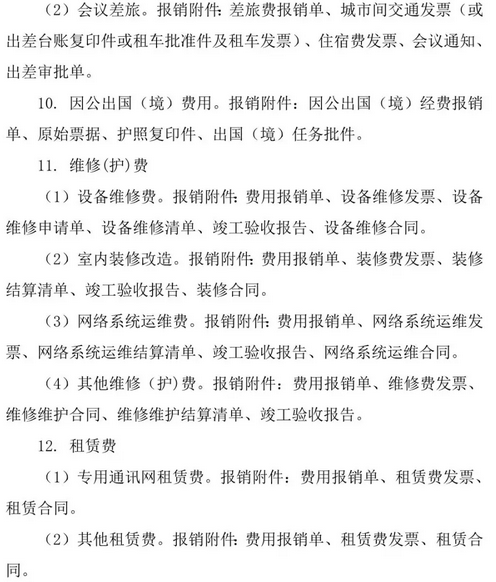 （2）会议差旅。报销附件：差旅费报销单、城市间交通发票（或
出差台账复印件或租车批准件及租车发票）、住宿费发票、会议通知、
出差审批单。
10. 因公出国（境）费用。报销附件：因公出国（境）经费报销
单、原始票据、护照复印件、出国（境）任务批件。
11. 维修(护)费
（1）设备维修费。报销附件：费用报销单、设备维修发票、设备
维修申请单、设备维修清单、竣工验收报告、设备维修合同。
（2）室内装修改造。报销附件：费用报销单、装修费发票、装修
结算清单、竣工验收报告、装修合同。
（3）网络系统运维费。报销附件：费用报销单、网络系统运维发
票、网络系统运维结算清单、竣工验收报告、网络系统运维合同。
（4）其他维修（护)费。报销附件：费用报销单、维修费发票、
维修维护合同、维修维护结算清单、竣工验收报告。
12. 租赁费
（1）专用通讯网租赁费。报销附件：费用报销单、租赁费发票、
租赁合同。
（2）其他租赁费。报销附件：费用报销单、租赁费发票、租赁合
同。